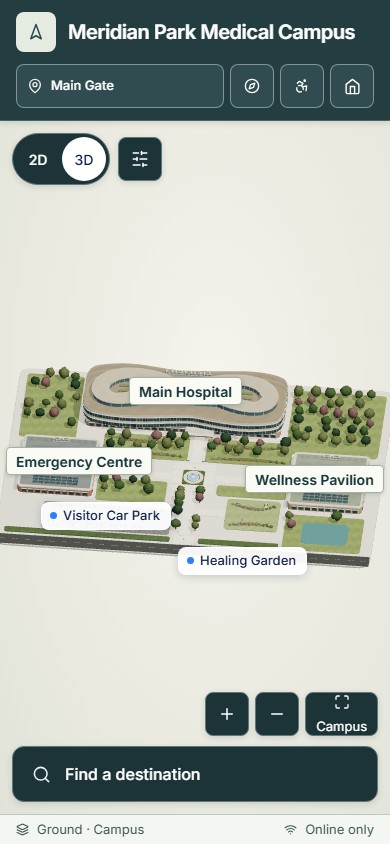 Meridian Park Medical Campus
Main Gate
2D
3D
Main Hospital
Emergency Centre
Wellness Pavilion
Visitor Car Park
Healing Garden
Campus
Find a destination
Ground · Campus
Online only